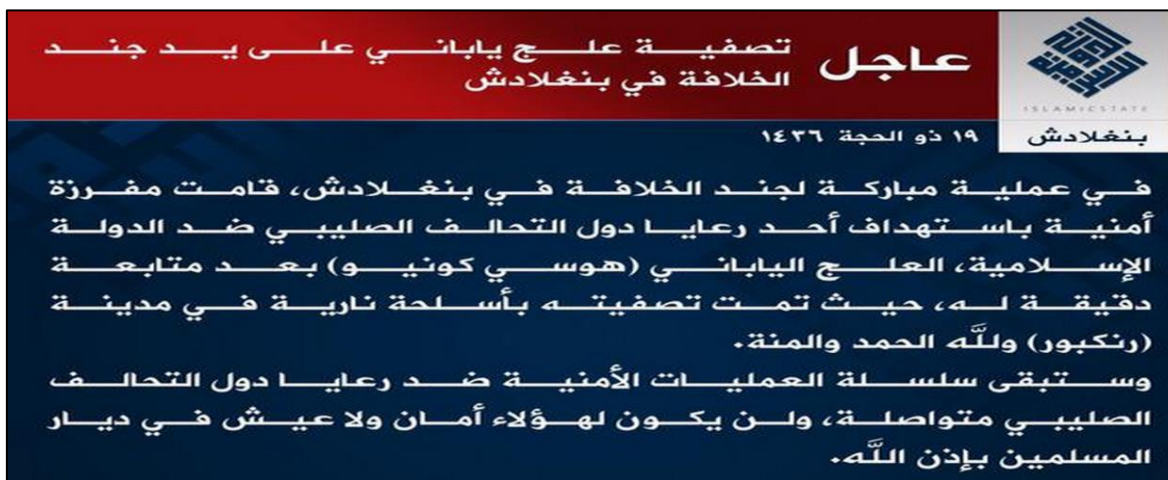 عاجل
تصفية علج ياباني على يد جند
الخلافة في بنغلادش
ISLAMICSTATE
بنغلادش
١٩ ذو الحجة ١٤٣٦
في عملية مباركة لجند الخلافة في بنغلادش، قامت مفرزة
أمنية باستهداف أحد رعايا دول التحالف الصليبي ضد الدولة
الإسلامية، العلج الياباني (هوسي كونيو) بعد متابعة
دقيقة له، حيث تمت تصفيته بأسلحة نارية في مدينة
(رنكبور) ولله الحمد والمنة.
وستبقى سلسلة العمليات الأمنية ضد رعايا دول التحالف
الصليبي متواصلة، ولن يكون لهؤلاء أمان ولا عيش في ديار
المسلمين بإذن اللَّه.